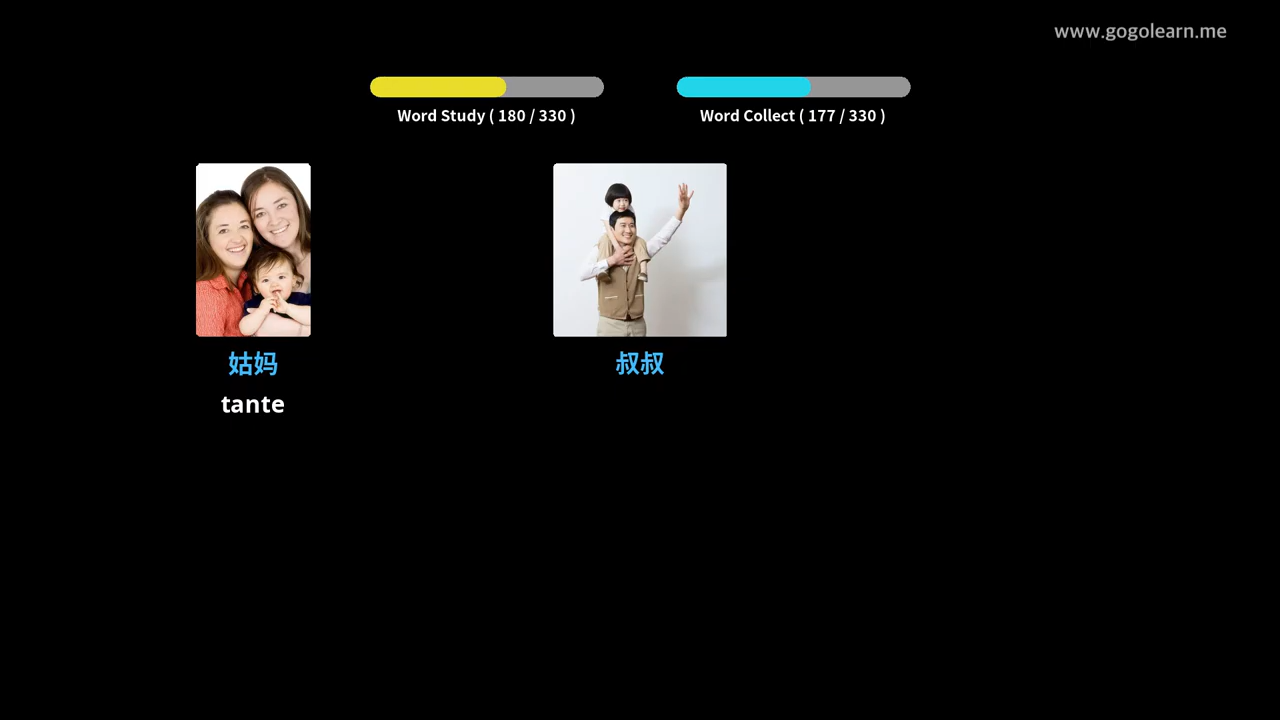 www.gogolearn.me
Word Study ( 180 / 330 )
Word Collect ( 177 / 330 )
姑妈
叔叔
tante